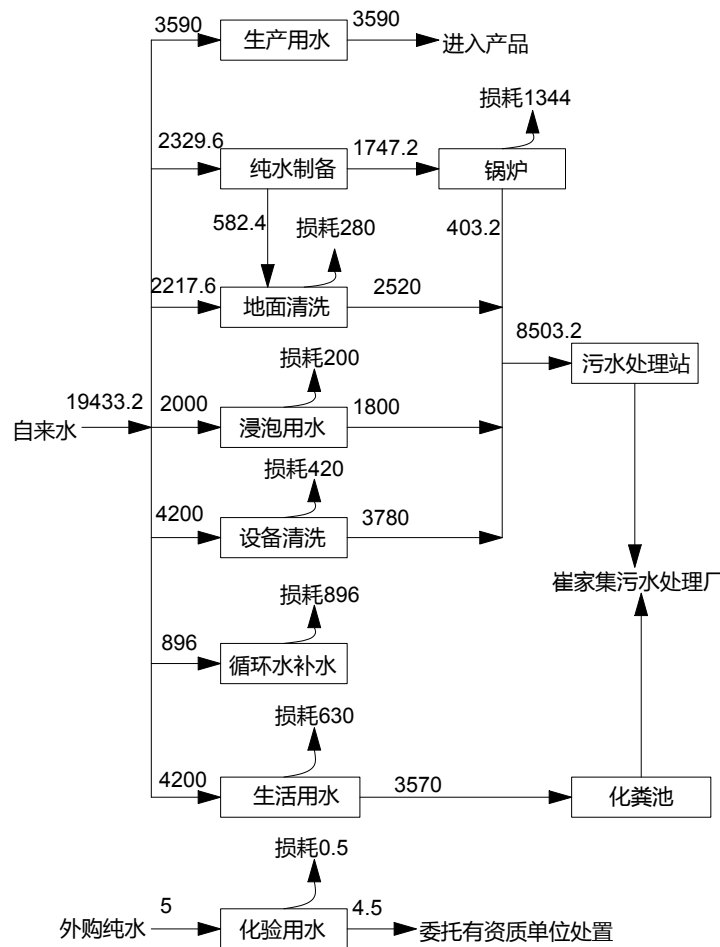 3590
生产用水
3590
进入产品
损耗1344
2329.6
纯水制备
1747.2
锅炉
582.4
损耗280
403.2
2217.6
地面清洗
2520
8503.2
污水处理站
损耗200
自来水
19433.2
2000
浸泡用水
1800
损耗420
4200
设备清洗
3780
崔家集污水处理厂
损耗896
896
循环水补水
损耗630
4200
生活用水
3570
化粪池
损耗0.5
外购纯水
5
化验用水
4.5
委托有资质单位处置